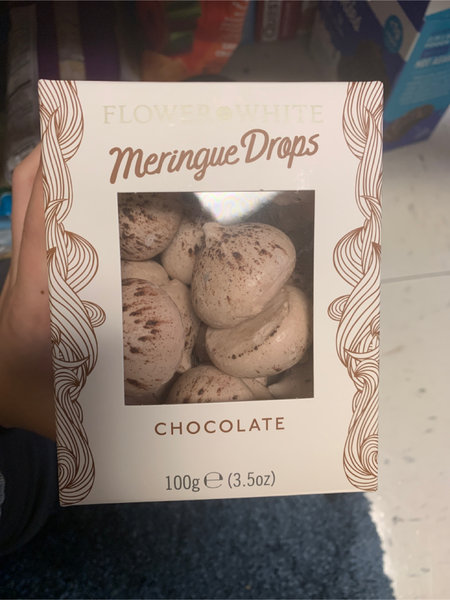 FLOWER & WHITE
Meringue Drops
CHOCOLATE
100g ℮ (3.5oz)